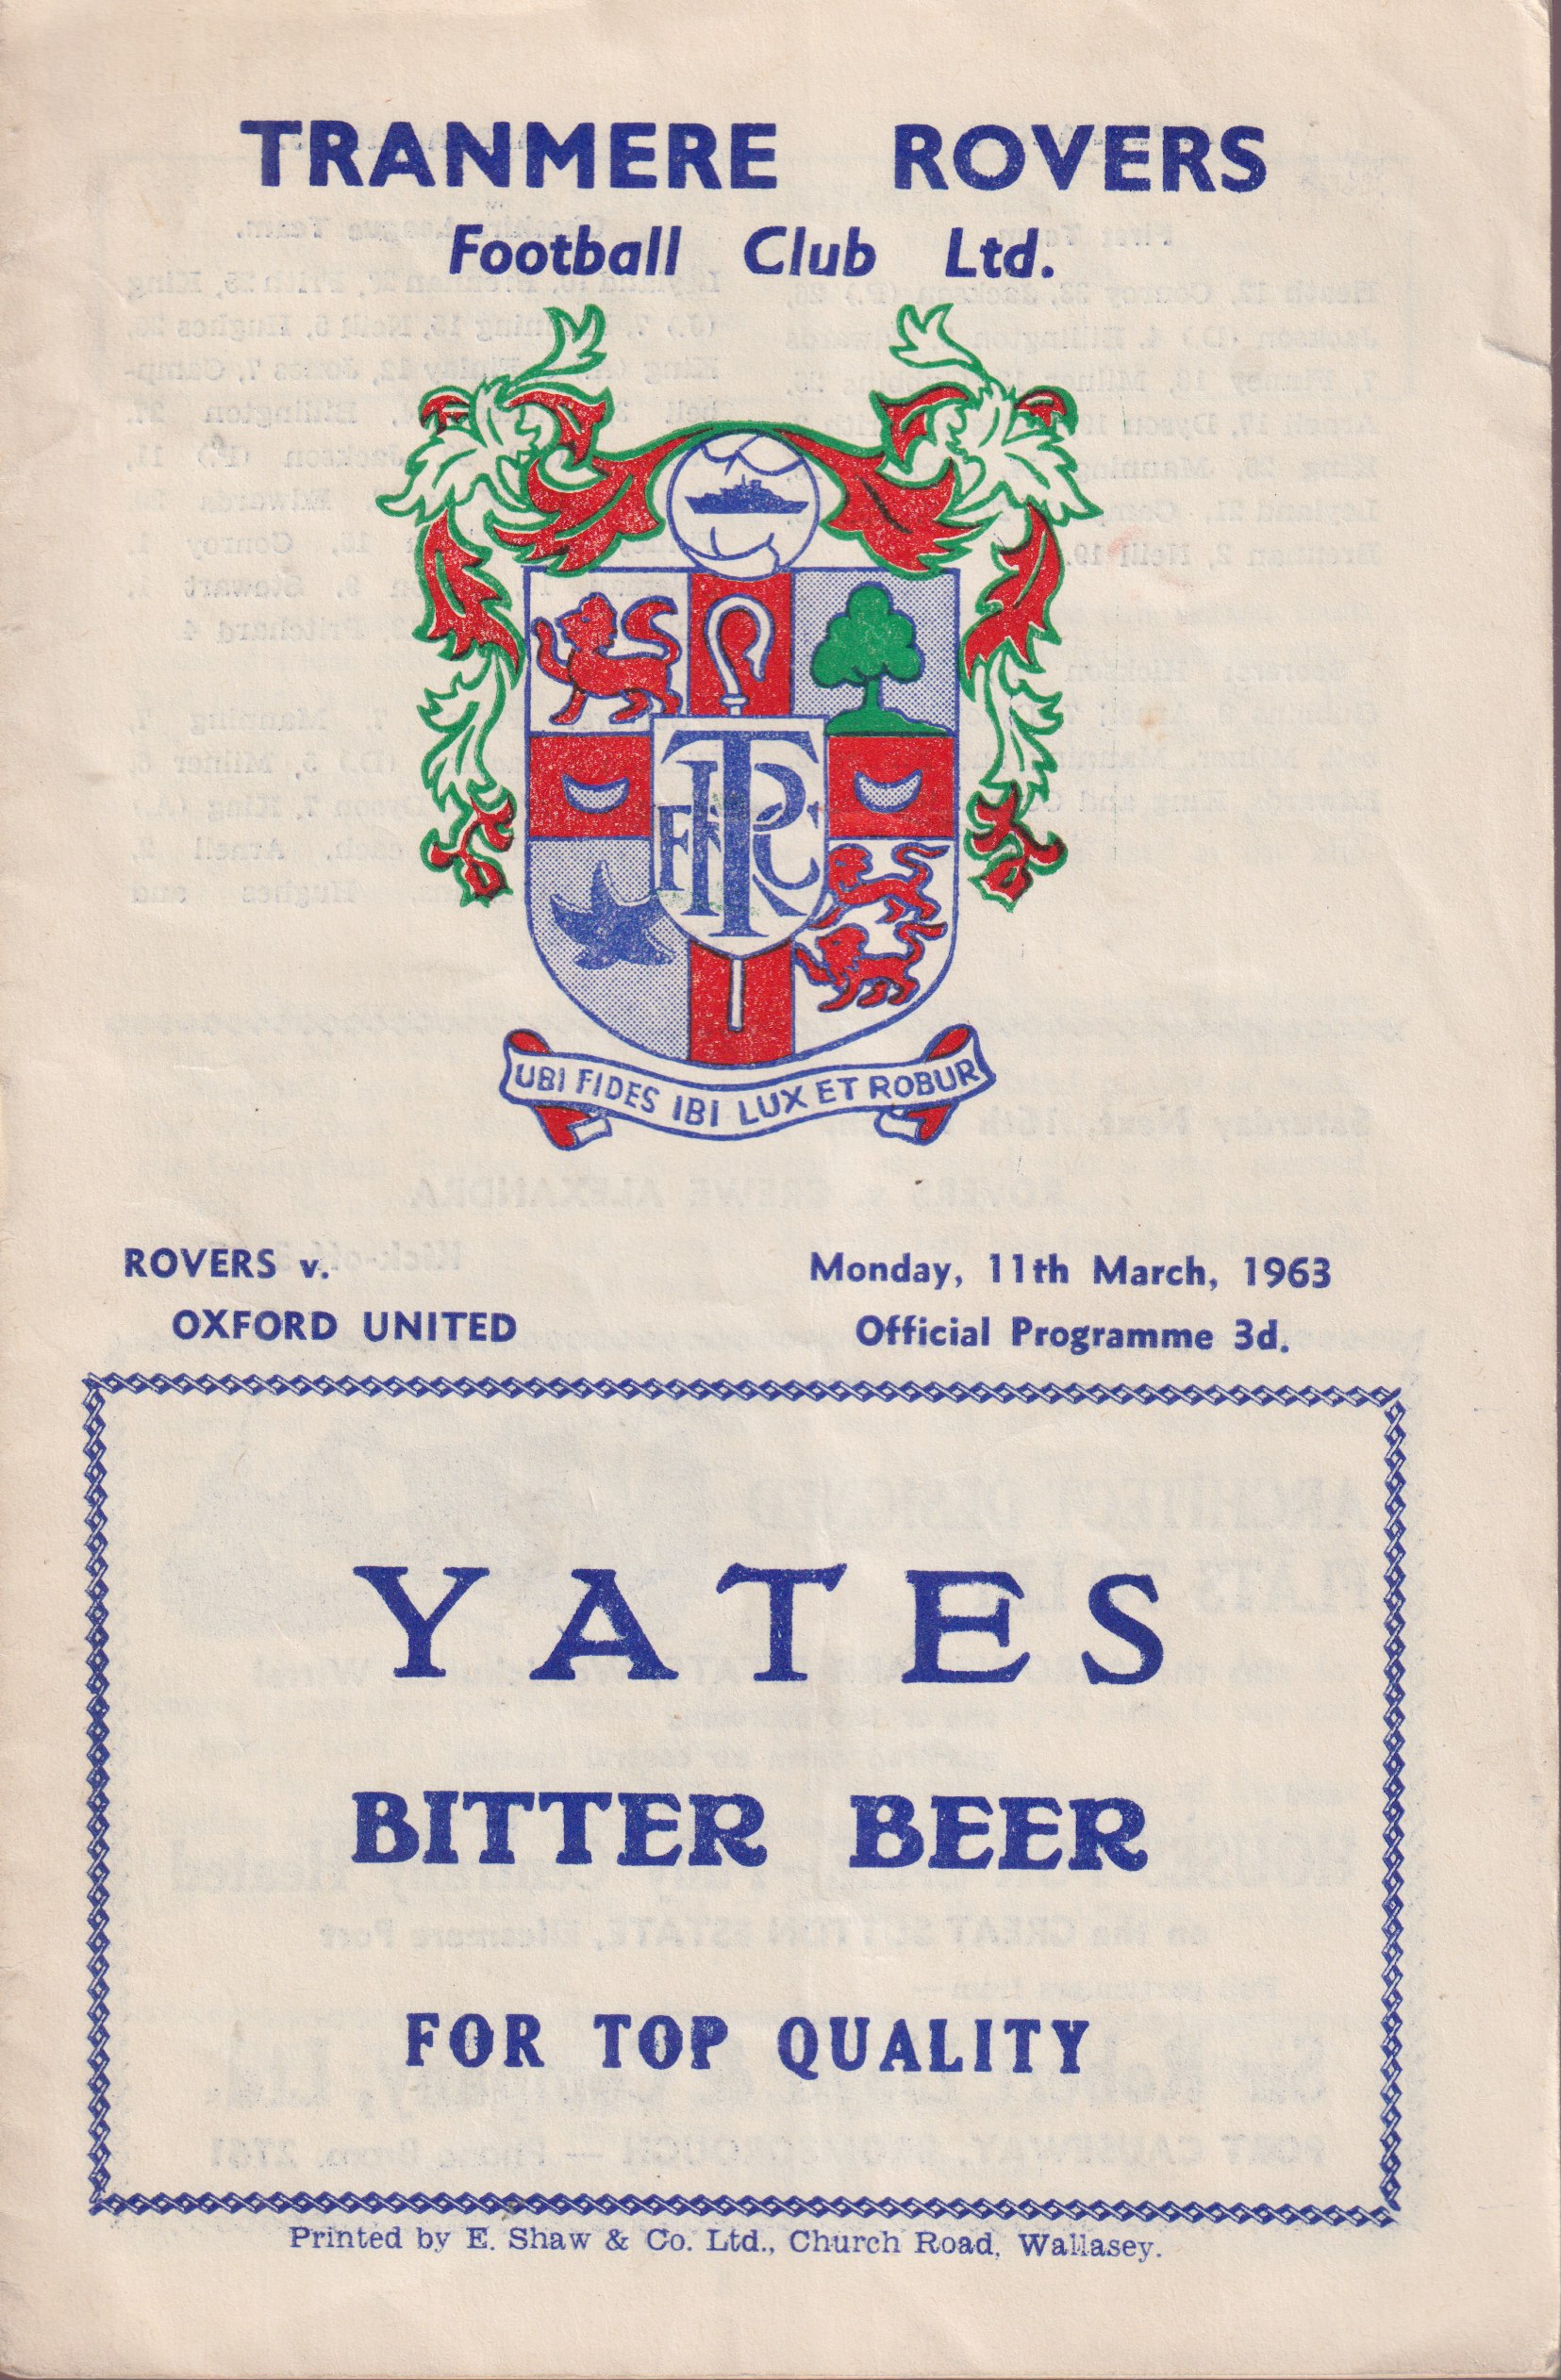 TRANMERE ROVERS
Football Club Ltd.
TRFC
UBI FIDES IBI LUX ET ROBUR
ROVERS v.
OXFORD UNITED
Monday, 11th March, 1963
Official Programme 3d.
YATES
BITTER BEER
FOR TOP QUALITY
Printed by E. Shaw & Co. Ltd., Church Road, Wallasey.